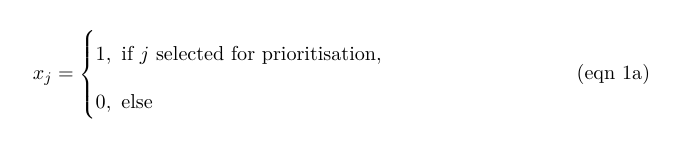 1, if j selected for prioritisation,
x_j = { (eqn 1a)
0, else